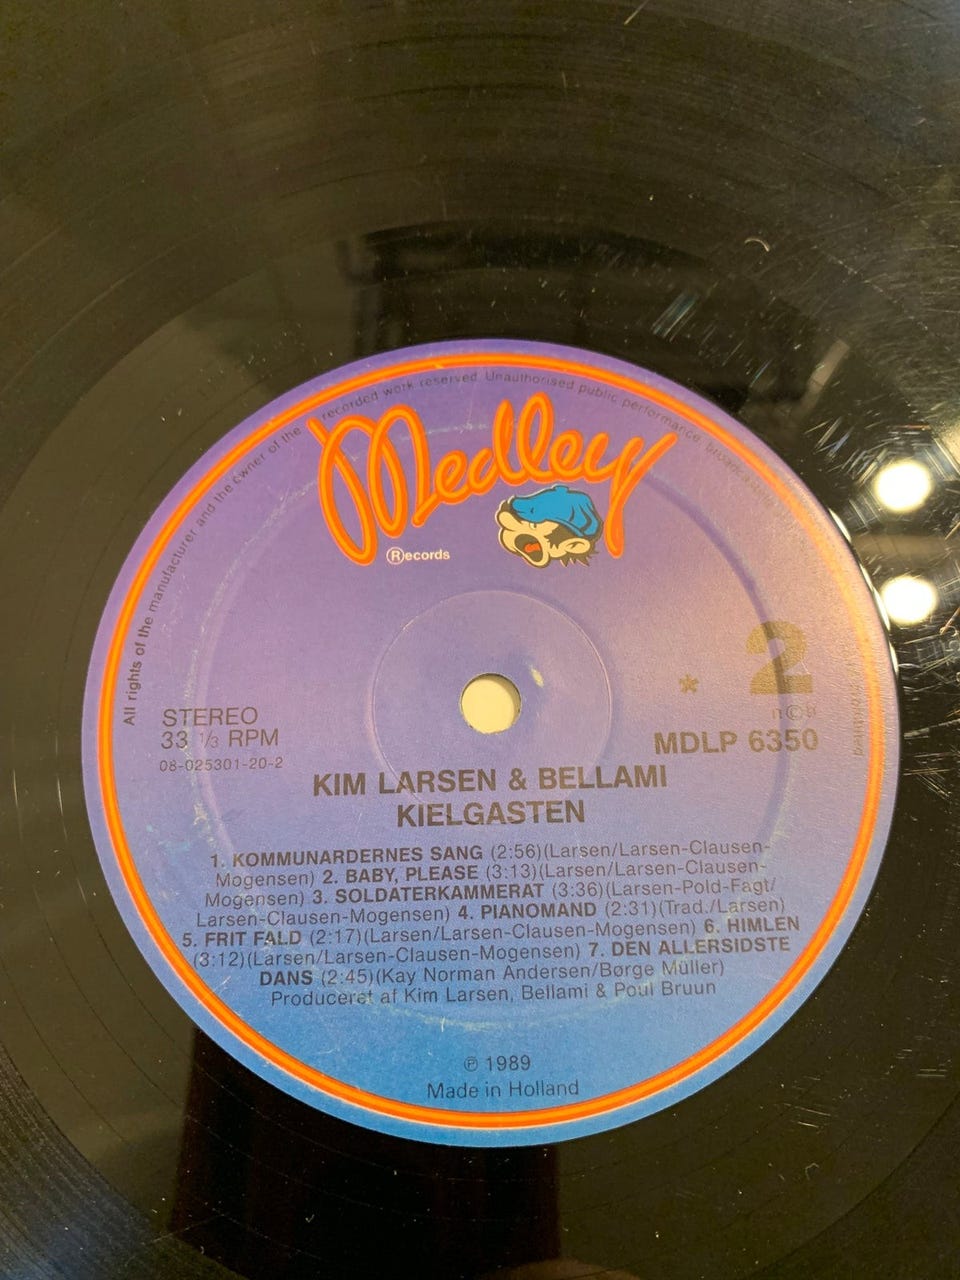 All rights of the manufacturer and the owner of the recorded work reserved. Unauthorised public performance, broadcasting
Medley
Records
2
*
n©b
STEREO
33 1/3 RPM
08-025301-20-2
MDLP 6350
KIM LARSEN & BELLAMI
KIELGASTEN
1. KOMMUNARDERNES SANG (2:56)(Larsen/Larsen-Clausen-
Mogensen) 2. BABY, PLEASE (3:13)(Larsen/Larsen-Clausen-
Mogensen) 3. SOLDATERKAMMERAT (3:36)(Larsen-Pold-Fagt/
Larsen-Clausen-Mogensen) 4. PIANOMAND (2:31)(Trad./Larsen)
5. FRIT FALD (2:17)(Larsen/Larsen-Clausen-Mogensen) 6. HIMLEN
(3:12)(Larsen/Larsen-Clausen-Mogensen) 7. DEN ALLERSIDSTE
DANS (2:45)(Kay Norman Andersen/Børge Müller)
Produceret af Kim Larsen, Bellami & Poul Bruun
℗ 1989
Made in Holland